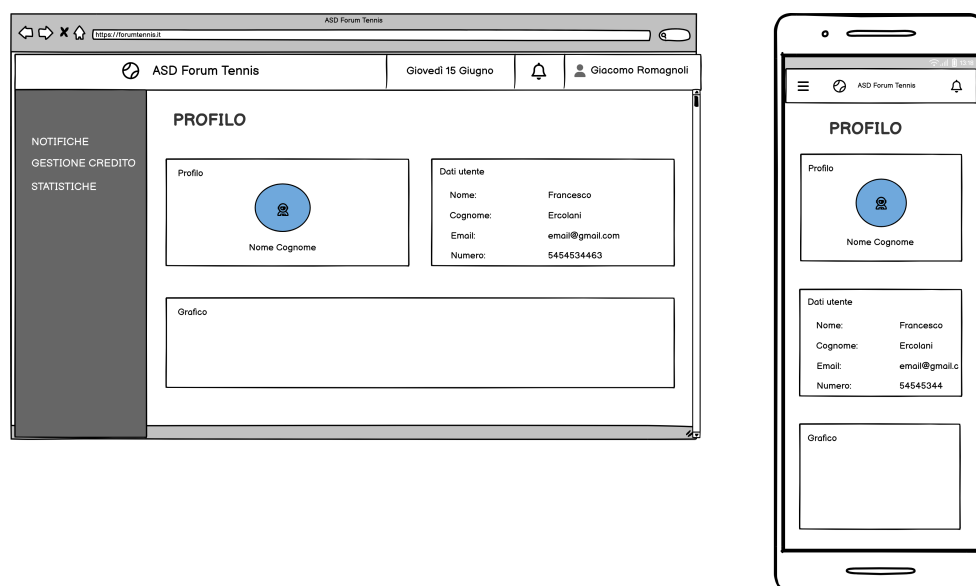 ASD Forum Tennis
https://forumtennis.it
ASD Forum Tennis
Giovedì 15 Giugno
Giacomo Romagnoli
NOTIFICHE
GESTIONE CREDITO
STATISTICHE
PROFILO
Profilo
Nome Cognome
Dati utente
Nome: Francesco
Cognome: Ercolani
Email: email@gmail.com
Numero: 5454534463
Grafico
ASD Forum Tennis
PROFILO
Profilo
Nome Cognome
Dati utente
Nome: Francesco
Cognome: Ercolani
Email: email@gmail.c
Numero: 54545344
Grafico